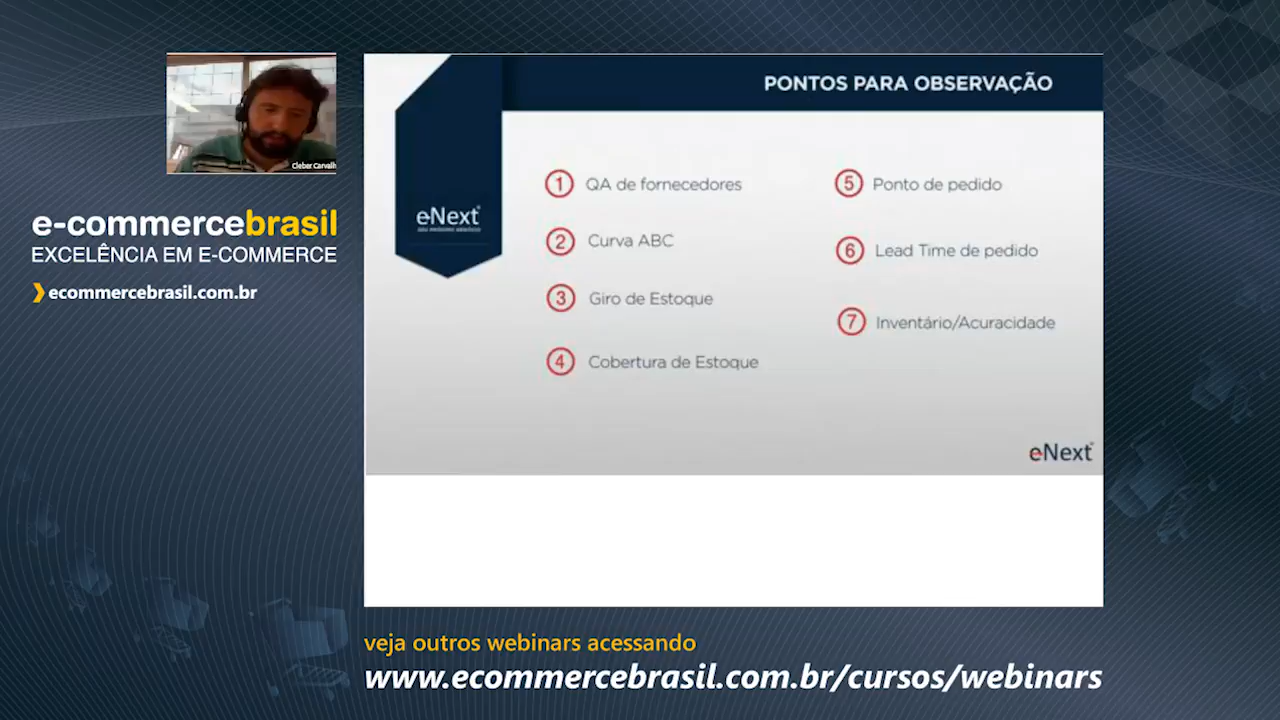 Cleber Carvalh
e-commercebrasil
EXCELÊNCIA EM E-COMMERCE
ecommercebrasil.com.br
PONTOS PARA OBSERVAÇÃO
eNext
1 QA de fornecedores
2 Curva ABC
3 Giro de Estoque
4 Cobertura de Estoque
5 Ponto de pedido
6 Lead Time de pedido
7 Inventário/Acuracidade
eNext
veja outros webinars acessando
www.ecommercebrasil.com.br/cursos/webinars